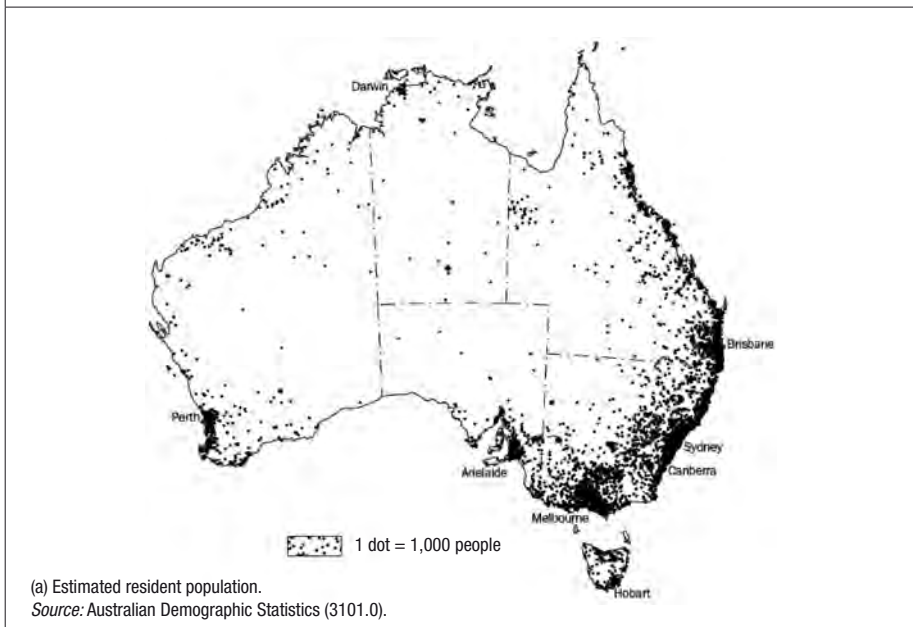 Darwin
Brisbane
Perth
Sydney
Adelaide
Canberra
Melbourne
1 dot = 1,000 people
Hobart
(a) Estimated resident population.
Source: Australian Demographic Statistics (3101.0).